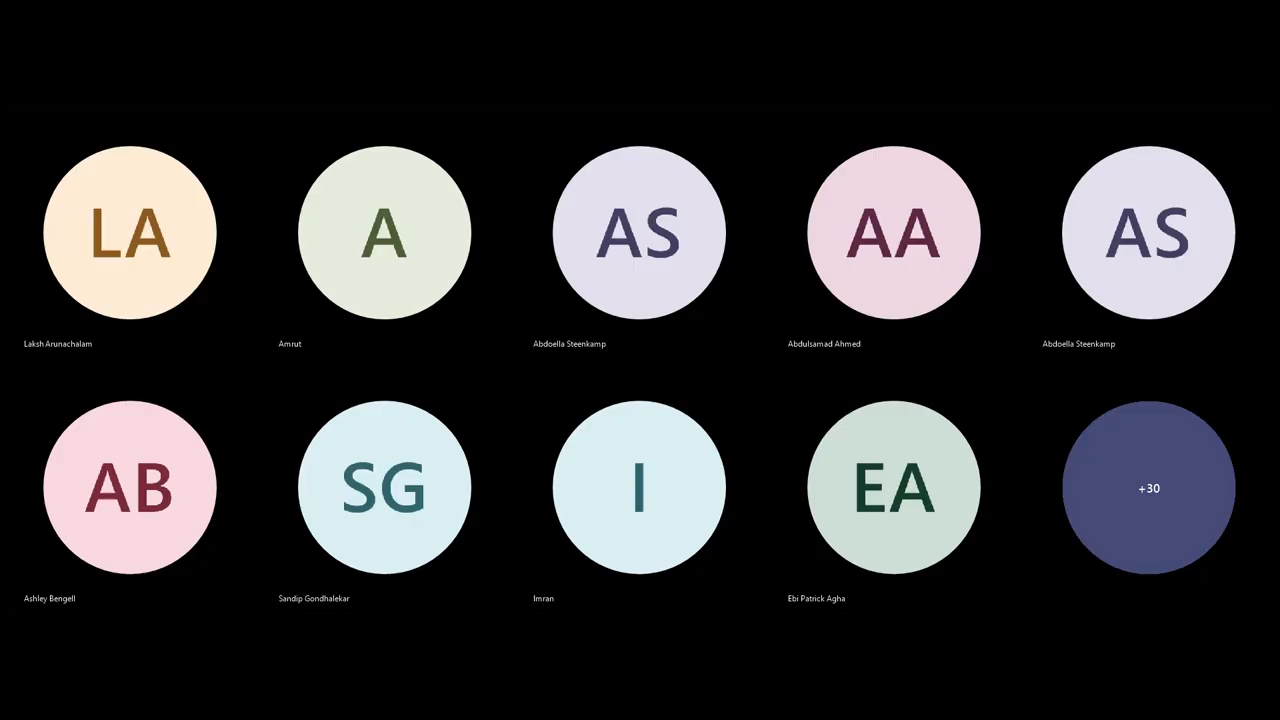 LA
A
AS
AA
AS
Laksh Arunachalam
Amrut
Abdoella Steenkamp
Abdulsamad Ahmed
Abdoella Steenkamp
AB
SG
I
EA
+30
Ashley Bengell
Sandip Gondhalekar
Imran
Ebi Patrick Agha